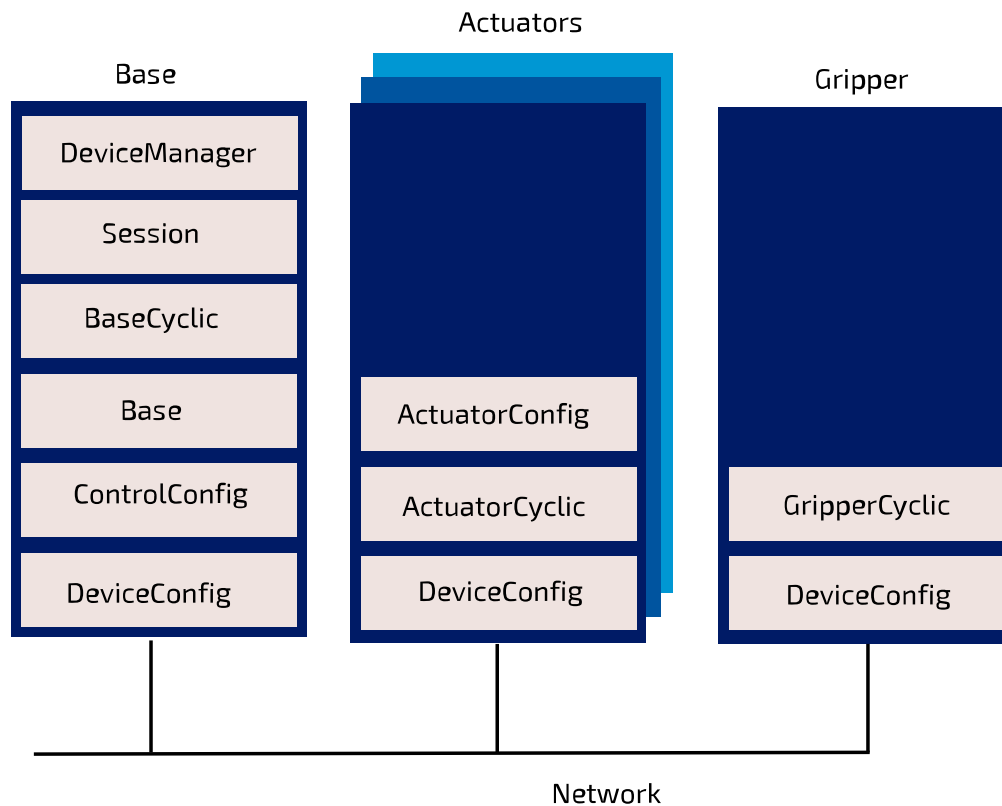 Base
DeviceManager
Session
BaseCyclic
Base
ControlConfig
DeviceConfig
Actuators
ActuatorConfig
ActuatorCyclic
DeviceConfig
Gripper
GripperCyclic
DeviceConfig
Network